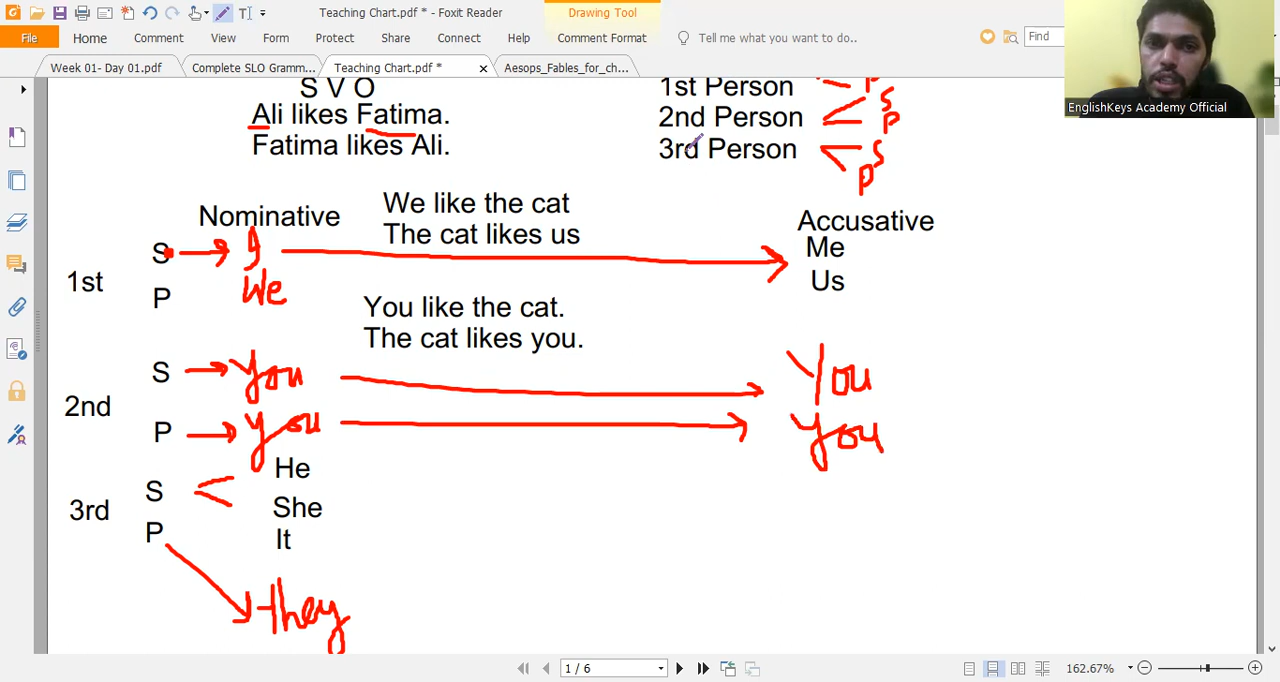 Teaching Chart.pdf * - Foxit Reader
Drawing Tool
File Home Comment View Form Protect Share Connect Help Comment Format Tell me what you want to do.. Find
Week 01- Day 01.pdf Complete SLO Gramm... Teaching Chart.pdf * Aesops_Fables_for_ch...
EnglishKeys Academy Official
S V O
Ali likes Fatima.
Fatima likes Ali.
1st Person P
2nd Person S P
3rd Person S P
Nominative
We like the cat
The cat likes us
Accusative
1st
S I Me
P We Us
You like the cat.
The cat likes you.
2nd
S You You
P you you
3rd
S He
She
It
P they
1 / 6
162.67%